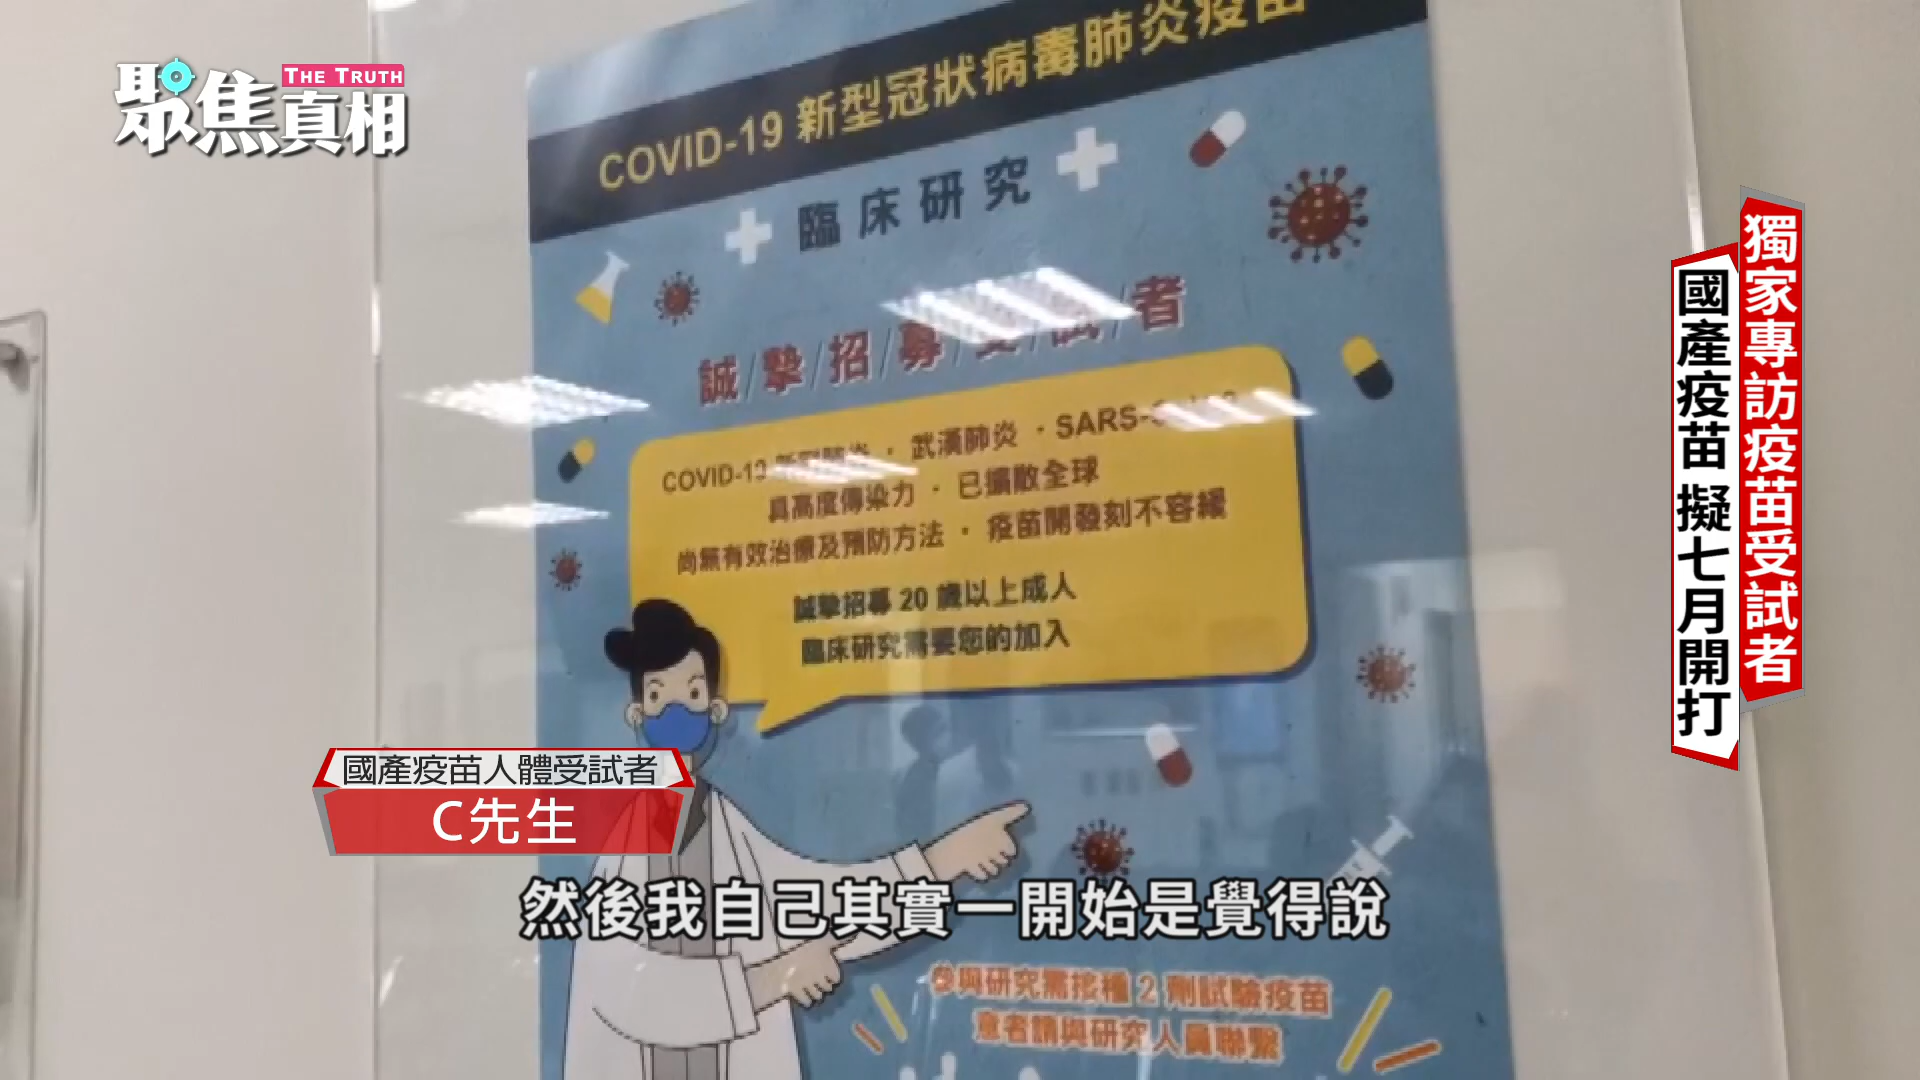 聚焦真相
THE TRUTH
COVID-19 新型冠狀病毒肺炎疫苗
臨床研究
誠/摯/招/募/受/試/者
COVID-19 新型肺炎 · 武漢肺炎 · SARS-
具高度傳染力 · 已擴散全球
尚無有效治療及預防方法 · 疫苗開發刻不容緩
誠摯招募 20 歲以上成人
臨床研究需要您的加入
獨家專訪疫苗受試者
國產疫苗 擬七月開打
國產疫苗人體受試者
C先生
然後我自己其實一開始是覺得說
參與研究需接種 2 劑試驗疫苗
意者請與研究人員聯繫